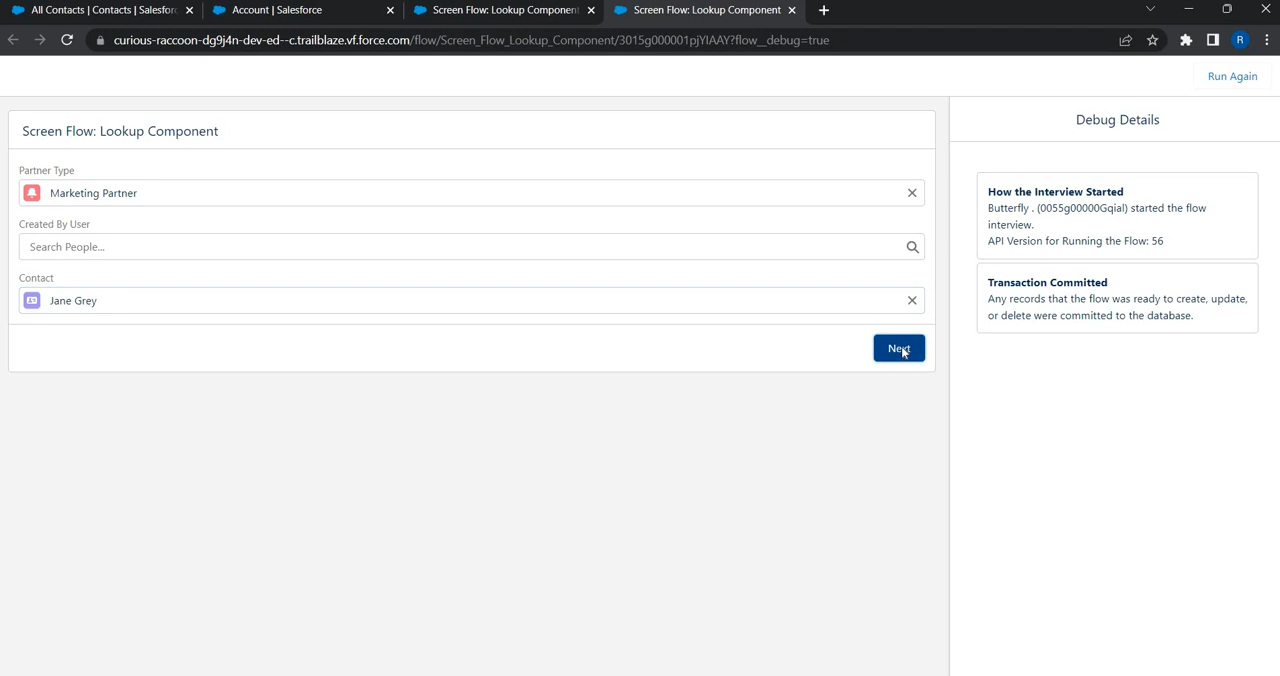 All Contacts | Contacts | Salesforc
Account | Salesforce
Screen Flow: Lookup Component
Screen Flow: Lookup Component
curious-raccoon-dg9j4n-dev-ed--c.trailblaze.vf.force.com/flow/Screen_Flow_Lookup_Component/3015g000001pjYIAAY?flow__debug=true
R
Run Again
Screen Flow: Lookup Component
Partner Type
Marketing Partner
Created By User
Search People...
Contact
Jane Grey
Next
Debug Details
How the Interview Started
Butterfly . (0055g00000Gqial) started the flow
interview.
API Version for Running the Flow: 56
Transaction Committed
Any records that the flow was ready to create, update,
or delete were committed to the database.